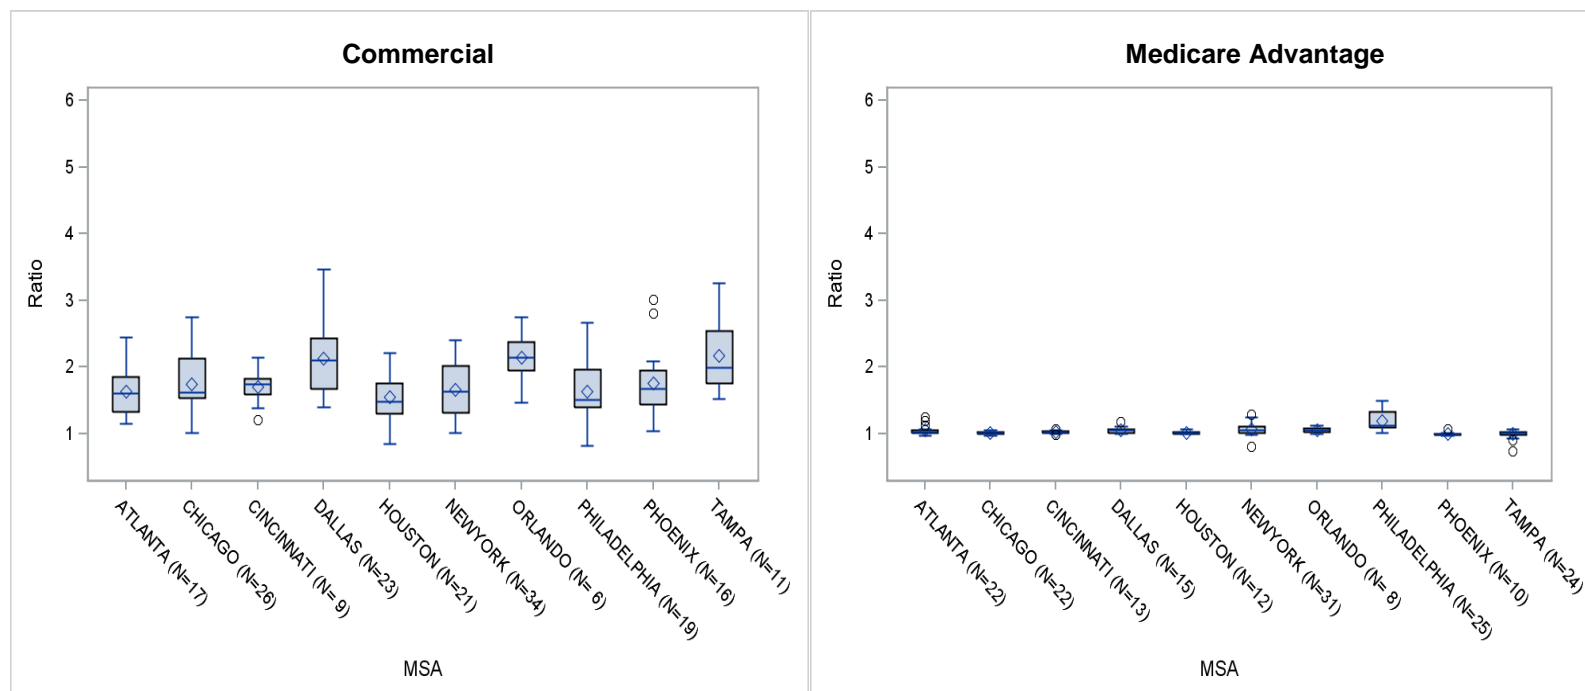 Commercial
6
5
4
3
2
1
Ratio
ATLANTA (N=17)
CHICAGO (N=26)
CINCINNATI (N= 9)
DALLAS (N=23)
HOUSTON (N=21)
NEWYORK (N=34)
ORLANDO (N= 6)
PHILADELPHIA (N=19)
PHOENIX (N=16)
TAMPA (N=11)
MSA
Medicare Advantage
6
5
4
3
2
1
Ratio
ATLANTA (N=22)
CHICAGO (N=22)
CINCINNATI (N=13)
DALLAS (N=15)
HOUSTON (N=12)
NEWYORK (N=31)
ORLANDO (N= 8)
PHILADELPHIA (N=25)
PHOENIX (N=10)
TAMPA (N=24)
MSA